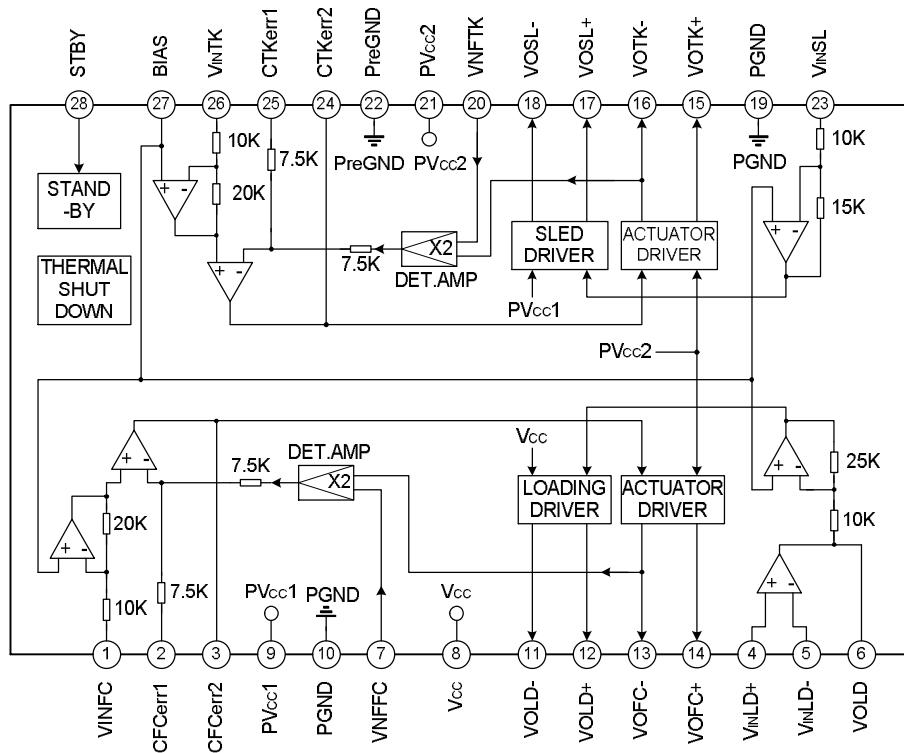 STBY
BIAS
VINTK
CTKerr1
CTKerr2
PreGND
PVCC2
VNFTK
VOSL-
VOSL+
VOTK-
VOTK+
PGND
VINSL
28
27
26
25
24
22
21
20
18
17
16
15
19
23
10K
7.5K
PreGND
PVCC2
PGND
10K
STAND
-BY
+ -
20K
+ -
15K
X2
7.5K
DET.AMP
SLED
DRIVER
ACTUATOR
DRIVER
THERMAL
SHUT
DOWN
+ -
PVCC1
PVCC2
+ -
DET.AMP
7.5K
X2
VCC
+ -
25K
LOADING
DRIVER
ACTUATOR
DRIVER
20K
+ -
10K
10K
7.5K
PVCC1
PGND
VCC
+ -
1
2
3
9
10
7
8
11
12
13
14
4
5
6
VINFC
CFCerr1
CFCerr2
PVCC1
PGND
VNFFC
VCC
VOLD-
VOLD+
VOFC-
VOFC+
VINLD+
VINLD-
VOLD